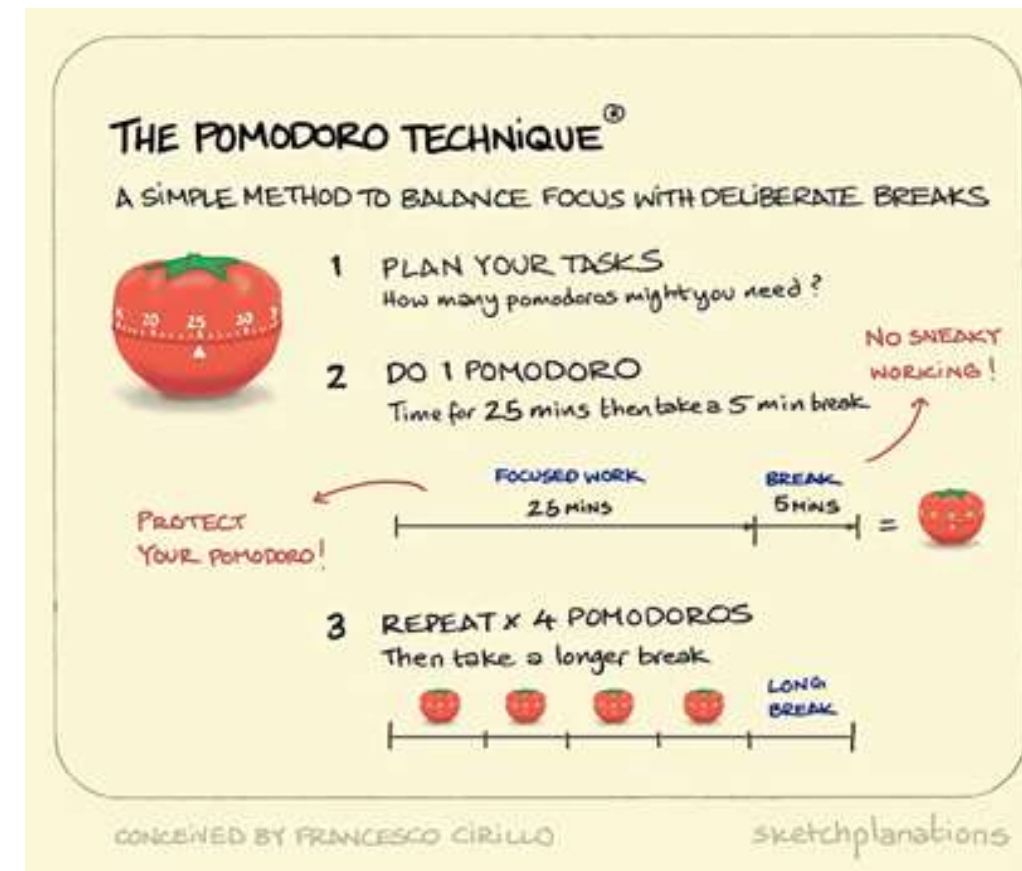 THE POMODORO TECHNIQUE®
A SIMPLE METHOD TO BALANCE FOCUS WITH DELIBERATE BREAKS
1 PLAN YOUR TASKS
How many pomodoros might you need?
20 25 30
NO SNEAKY
WORKING!
2 DO 1 POMODORO
Time for 25 mins then take a 5 min break
FOCUSED WORK
25 MINS
BREAK
5 MINS
=
PROTECT
YOUR POMODORO!
3 REPEAT x 4 POMODOROS
Then take a longer break
LONG
BREAK
CONCEIVED BY FRANCESCO CIRILLO
sketchplanations